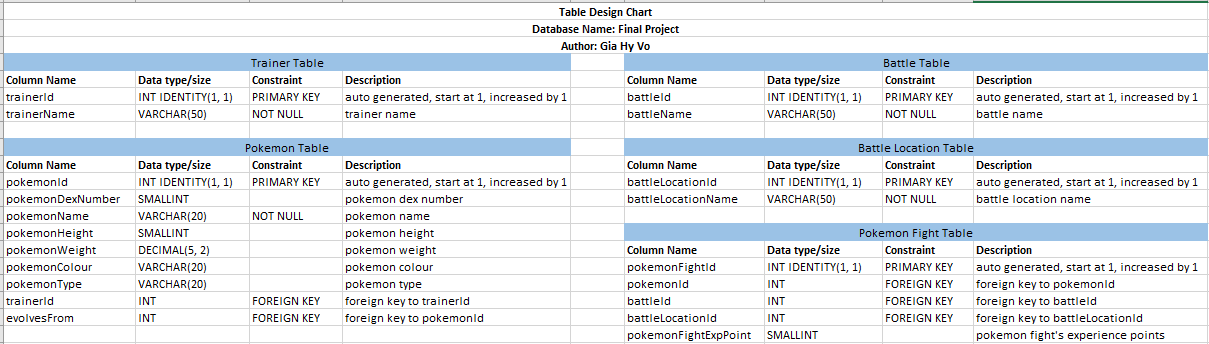 Table Design Chart
Database Name: Final Project
Author: Gia Hy Vo
Trainer Table
Column Name Data type/size Constraint Description
trainerId INT IDENTITY(1, 1) PRIMARY KEY auto generated, start at 1, increased by 1
trainerName VARCHAR(50) NOT NULL trainer name
Pokemon Table
Column Name Data type/size Constraint Description
pokemonId INT IDENTITY(1, 1) PRIMARY KEY auto generated, start at 1, increased by 1
pokemonDexNumber SMALLINT pokemon dex number
pokemonName VARCHAR(20) NOT NULL pokemon name
pokemonHeight SMALLINT pokemon height
pokemonWeight DECIMAL(5, 2) pokemon weight
pokemonColour VARCHAR(20) pokemon colour
pokemonType VARCHAR(20) pokemon type
trainerId INT FOREIGN KEY foreign key to trainerId
evolvesFrom INT FOREIGN KEY foreign key to pokemonId
Battle Table
Column Name Data type/size Constraint Description
battleId INT IDENTITY(1, 1) PRIMARY KEY auto generated, start at 1, increased by 1
battleName VARCHAR(50) NOT NULL battle name
Battle Location Table
Column Name Data type/size Constraint Description
battleLocationId INT IDENTITY(1, 1) PRIMARY KEY auto generated, start at 1, increased by 1
battleLocationName VARCHAR(50) NOT NULL battle location name
Pokemon Fight Table
Column Name Data type/size Constraint Description
pokemonFightId INT IDENTITY(1, 1) PRIMARY KEY auto generated, start at 1, increased by 1
pokemonId INT FOREIGN KEY foreign key to pokemonId
battleId INT FOREIGN KEY foreign key to battleId
battleLocationId INT FOREIGN KEY foreign key to battleLocationId
pokemonFightExpPoint SMALLINT pokemon fight's experience points